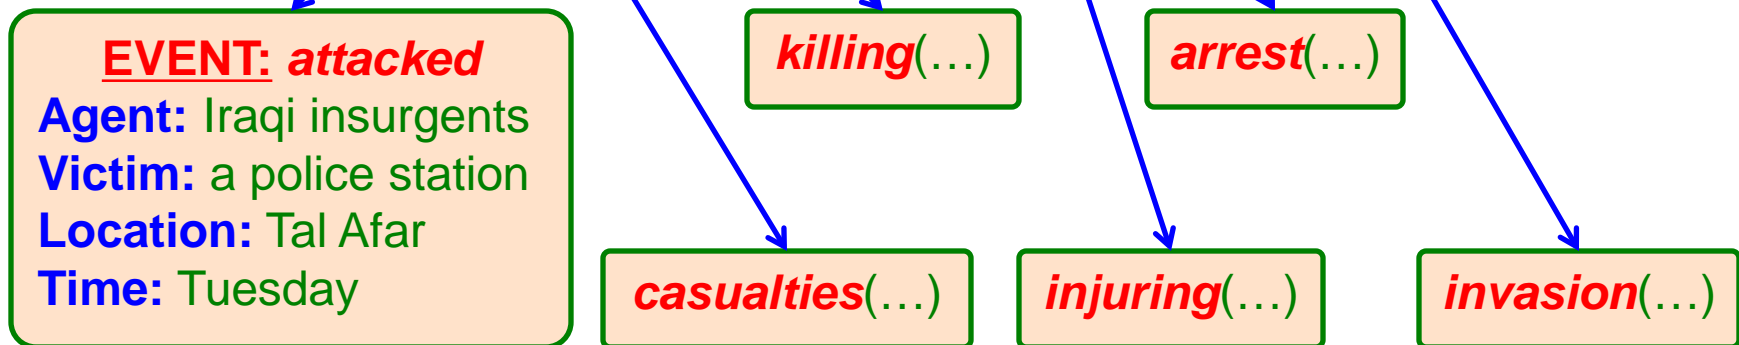 EVENT: attacked
Agent: Iraqi insurgents
Victim: a police station
Location: Tal Afar
Time: Tuesday
killing(…)
arrest(…)
casualties(…)
injuring(…)
invasion(…)